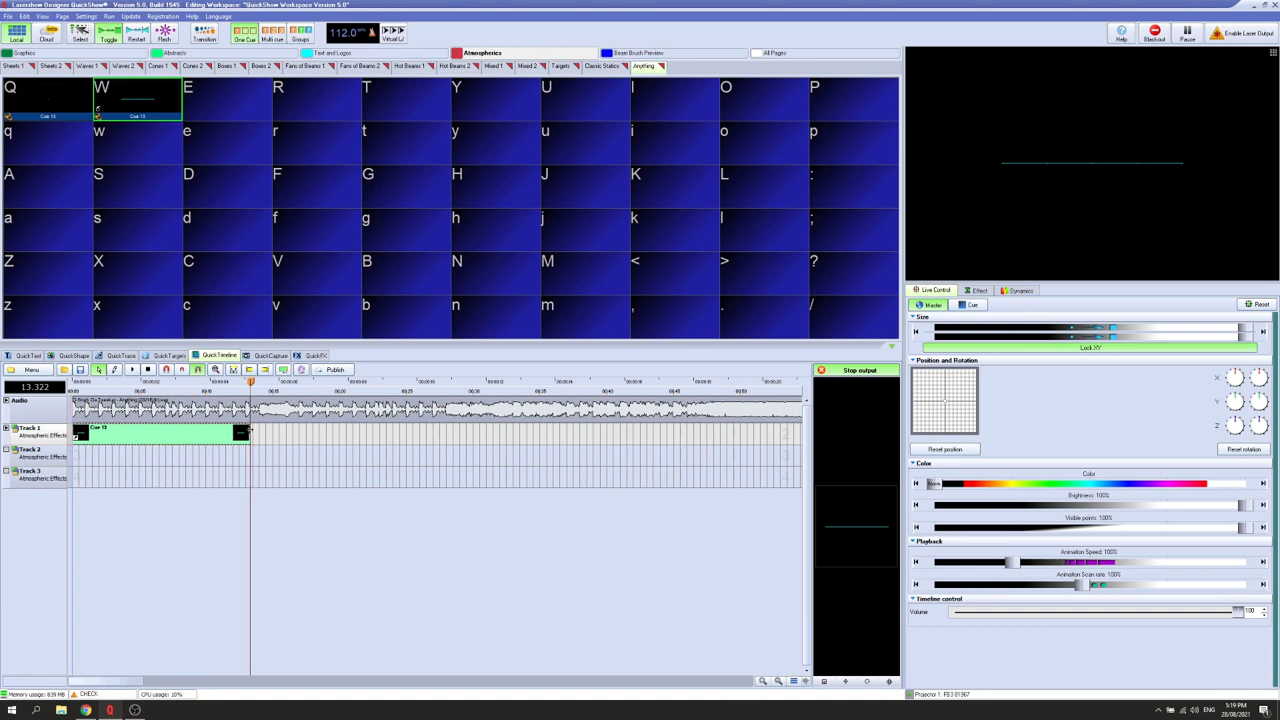 Lasershow Designer QuickShow® Version 5.0, Build 1545 Editing Workspace: "QuickShow Workspace Version 5.0"
File Edit View Settings Run Update Registration Help Language
Local Cloud Select Toggle Restart Flash Transition One Cue Multi cue Groups 112.0 Virtual LJ Help Blackout Pause Enable Laser Output
Graphics Abstracts Text and Logos Atmospherics Beam Brush Preview All Pages
Sheets 1 Sheets 2 Waves 1 Waves 2 Cones 1 Cones 2 Boxes 1 Boxes 2 Fans of Beams 1 Fans of Beams 2 Hot Beams 1 Hot Beams 2 Mixed 1 Mixed 2 Targets Classic Statics Anything
Q W E R T Y U I O P
Cue 13 Cue 13
q w e r t y u i o p
A S D F G H J K L :
a s d f g h j k l ;
Z X C V B N M < > ?
z x c v b n m , . /
Live Control Effect Dynamics
Master Cue Reset
Size
Lock XY
Position and Rotation
X
Y
Z
Reset position Reset rotation
Color
Color
Brightness: 100%
Visible points: 100%
Playback
Animation Speed: 100%
Animation Scan rate: 100%
Timeline control
Volume 100
QuickText QuickShape QuickTrace QuickTargets QuickTimeline QuickCapture QuickFX
Menu Publish Stop output
13.322
Audio
Track 1
Atmospheric Effects
Cue 13
Track 2
Atmospheric Effects
Track 3
Atmospheric Effects
Memory usage: 839 MB CHECK CPU usage: 10% Projector 1: FB3 81967
ENG 5:19 PM
28/08/2021